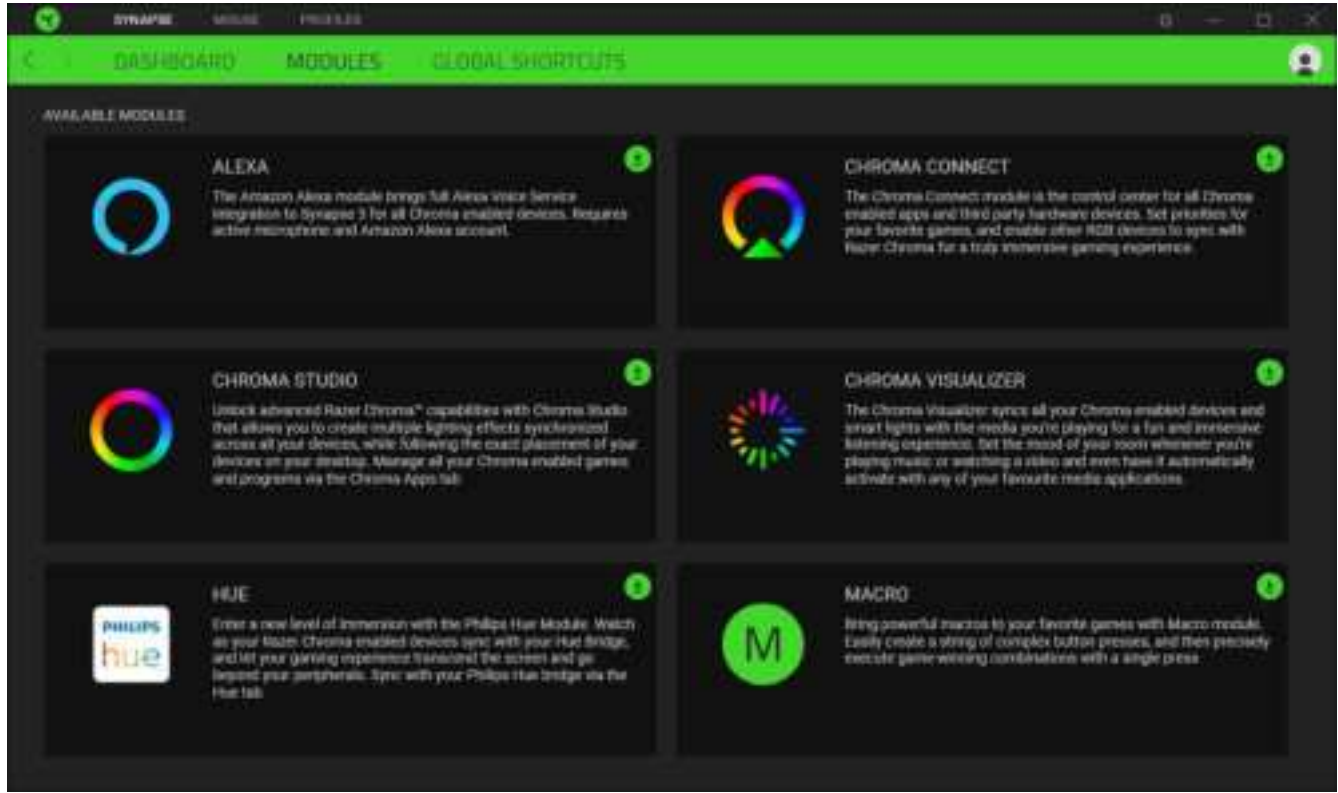 SYNAPSE MOUSE PROFILES
DASHBOARD MODULES GLOBAL SHORTCUTS
AVAILABLE MODULES
ALEXA
The Amazon Alexa module brings full Alexa Voice Service
integration to Synapse 3 for all Chroma enabled devices. Requires
active microphone and Amazon Alexa account.
CHROMA CONNECT
The Chroma Connect module is the control center for all Chroma
enabled apps and third party hardware devices. Set priorities for
your favorite games, and enable other RGB devices to sync with
Razer Chroma for a truly immersive gaming experience.
CHROMA STUDIO
Unlock advanced Razer Chroma™ capabilities with Chroma Studio
that allows you to create multiple lighting effects synchronized
across all your devices, while following the exact placement of your
devices on your desktop. Manage all your Chroma enabled games
and programs via the Chroma Apps tab
CHROMA VISUALIZER
The Chroma Visualizer syncs all your Chroma enabled devices and
smart lights with the media you're playing for a fun and immersive
listening experience. Set the mood of your room whenever you're
playing music or watching a video and even have it automatically
activate with any of your favourite media applications.
PHILIPS
hue
HUE
Enter a new level of immersion with the Philips Hue Module. Watch
as your Razer Chroma enabled devices sync with your Hue Bridge,
and let your gaming experience transcend the screen and go
beyond your peripherals. Sync with your Philips Hue bridge via the
Hue tab
M
MACRO
Bring powerful macros to your favorite games with Macro module.
Easily create a string of complex button presses, and then precisely
execute game-winning combinations with a single press